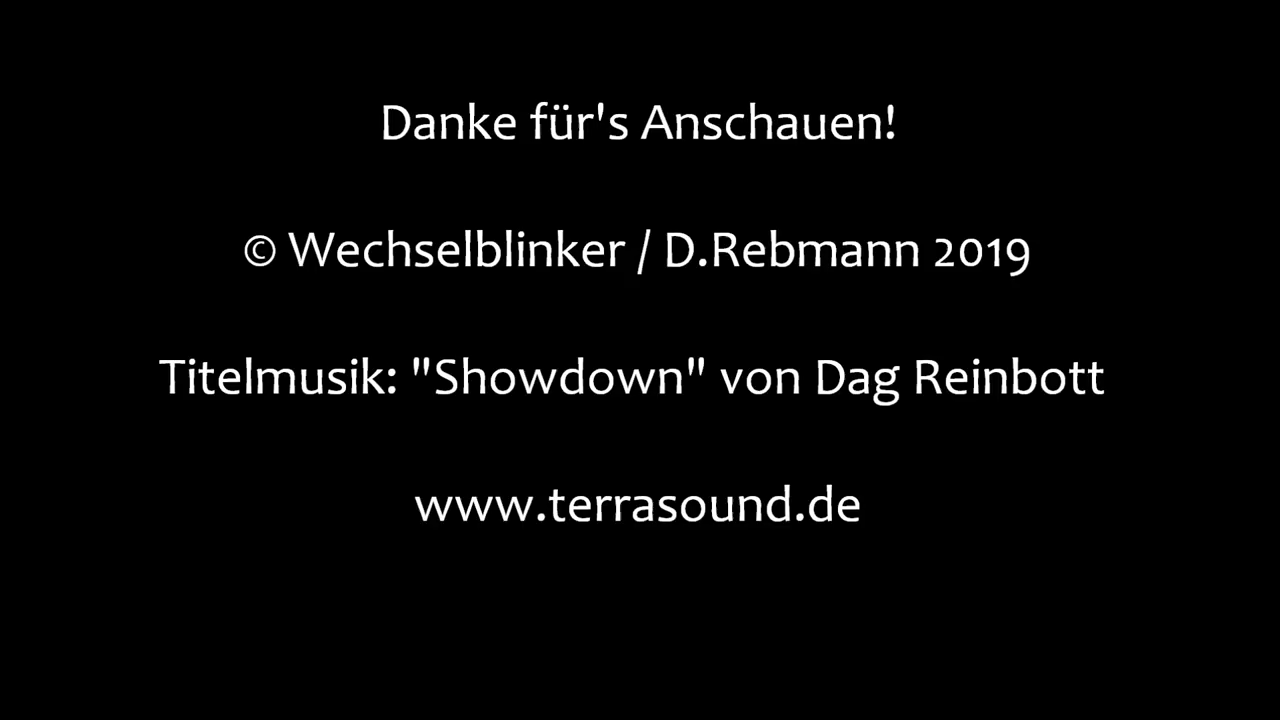 Danke für's Anschauen!
© Wechselblinker / D.Rebmann 2019
Titelmusik: "Showdown" von Dag Reinbott
www.terrasound.de